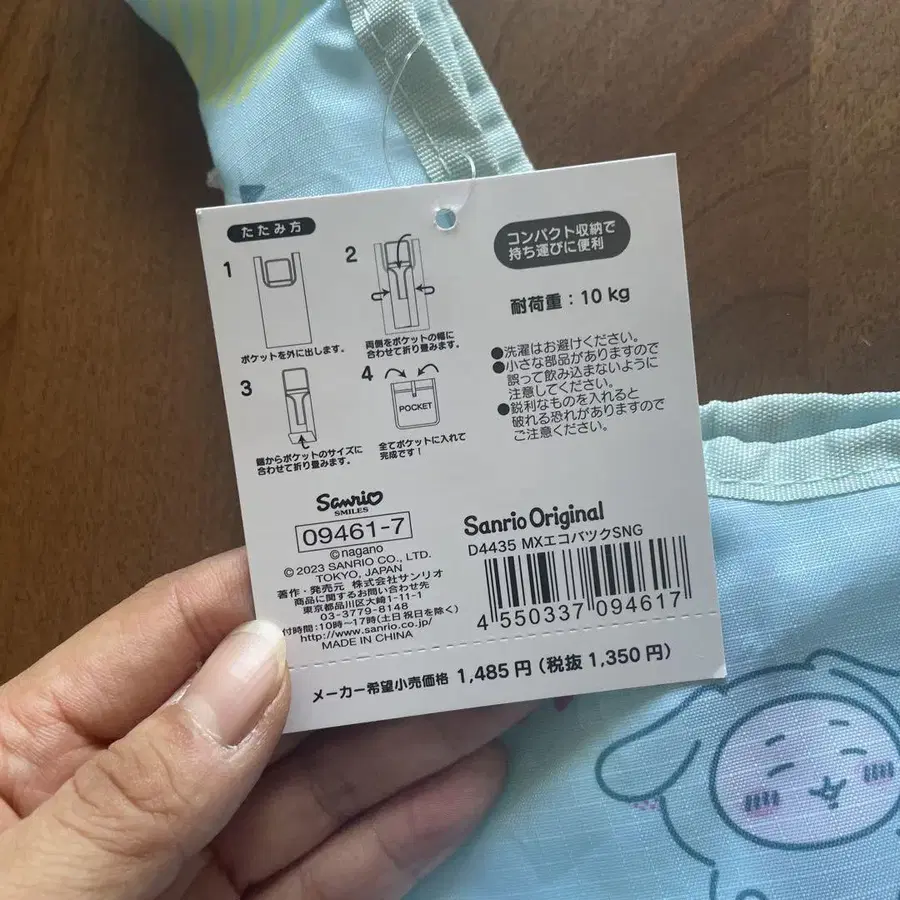 たたみ方
1
ポケットを外に出します。
2
両側をポケットの幅に
合わせて折り畳みます。
3
裾からポケットのサイズに
合わせて折り畳みます。
4
POCKET
全てポケットに入れて
完成です!
コンパクト収納で
持ち運びに便利
耐荷重:10 kg
●洗濯はお避けください。
●小さな部品がありますので
誤って飲み込まないように
注意してください。
●鋭利なものを入れると
破れる恐れがありますので
ご注意ください。
Sanrio
SMILES
09461-7
©nagano
©2023 SANRIO CO., LTD.
TOKYO, JAPAN
著作・発売元 株式会社サンリオ
商品に関するお問い合わせ先
東京都品川区大崎1-11-1
03-3779-8148
付時間:10時~17時(土日祝日を除く)
http://www.sanrio.co.jp/
MADE IN CHINA
Sanrio Original
D4435 MXエコバツクSNG
4 550337 094617
メーカー希望小売価格 1,485円(税抜 1,350円)